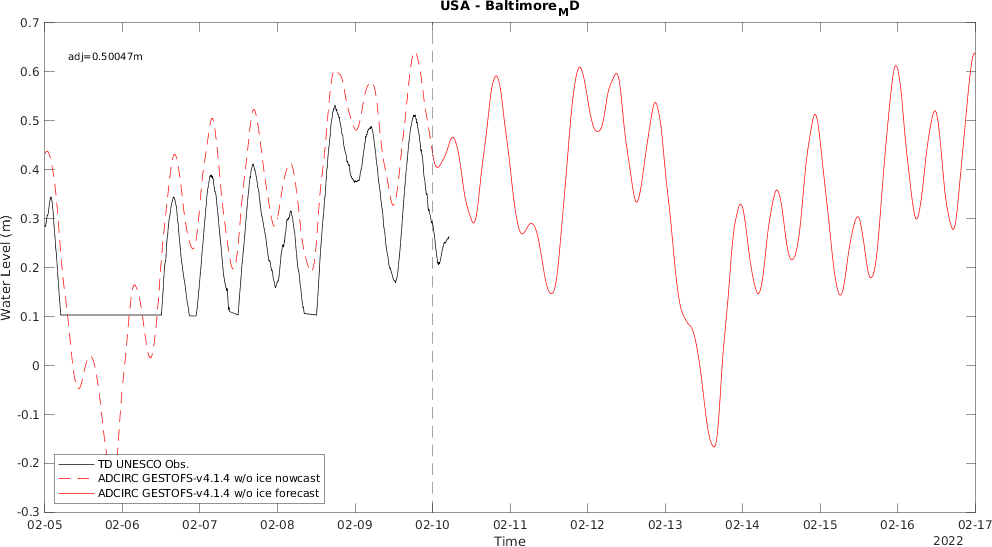 USA - Baltimore_MD
0.7
adj=0.50047m
0.6
0.5
0.4
0.3
0.2
0.1
0
-0.1
-0.2
-0.3
Water Level (m)
TD UNESCO Obs.
ADCIRC GESTOFS-v4.1.4 w/o ice nowcast
ADCIRC GESTOFS-v4.1.4 w/o ice forecast
02-05 02-06 02-07 02-08 02-09 02-10 02-11 02-12 02-13 02-14 02-15 02-16 02-17
Time
2022